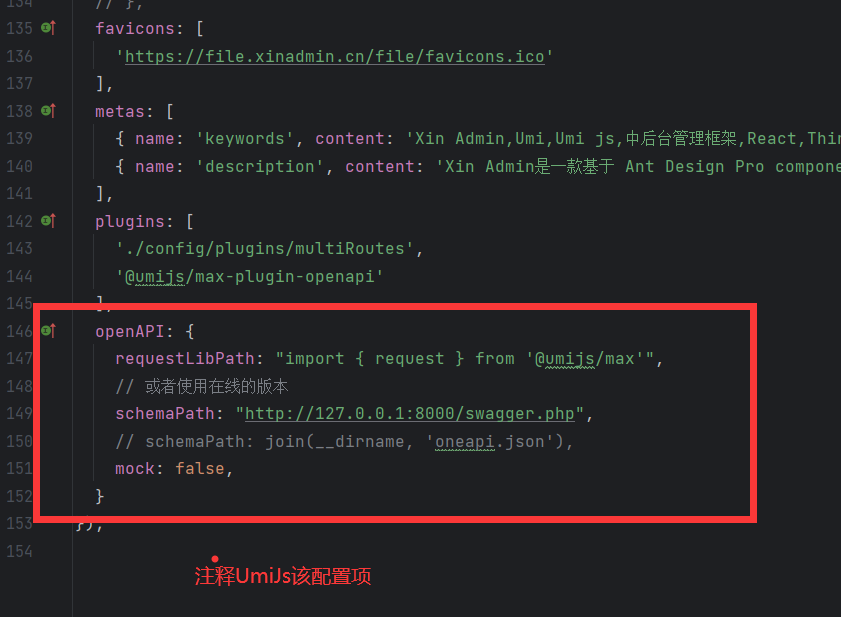 134 // },
135 favicons: [
136 'https://file.xinadmin.cn/file/favicons.ico'
137 ],
138 metas: [
139 { name: 'keywords', content: 'Xin Admin,Umi,Umi js,中后台管理框架,React,Thin
140 { name: 'description', content: 'Xin Admin是一款基于 Ant Design Pro compone
141 ],
142 plugins: [
143 './config/plugins/multiRoutes',
144 '@umijs/max-plugin-openapi'
145 ],
146 openAPI: {
147 requestLibPath: "import { request } from '@umijs/max'",
148 // 或者使用在线的版本
149 schemaPath: "http://127.0.0.1:8000/swagger.php",
150 // schemaPath: join(__dirname, 'oneapi.json'),
151 mock: false,
152 }
153 });
154
注释UmiJs该配置项